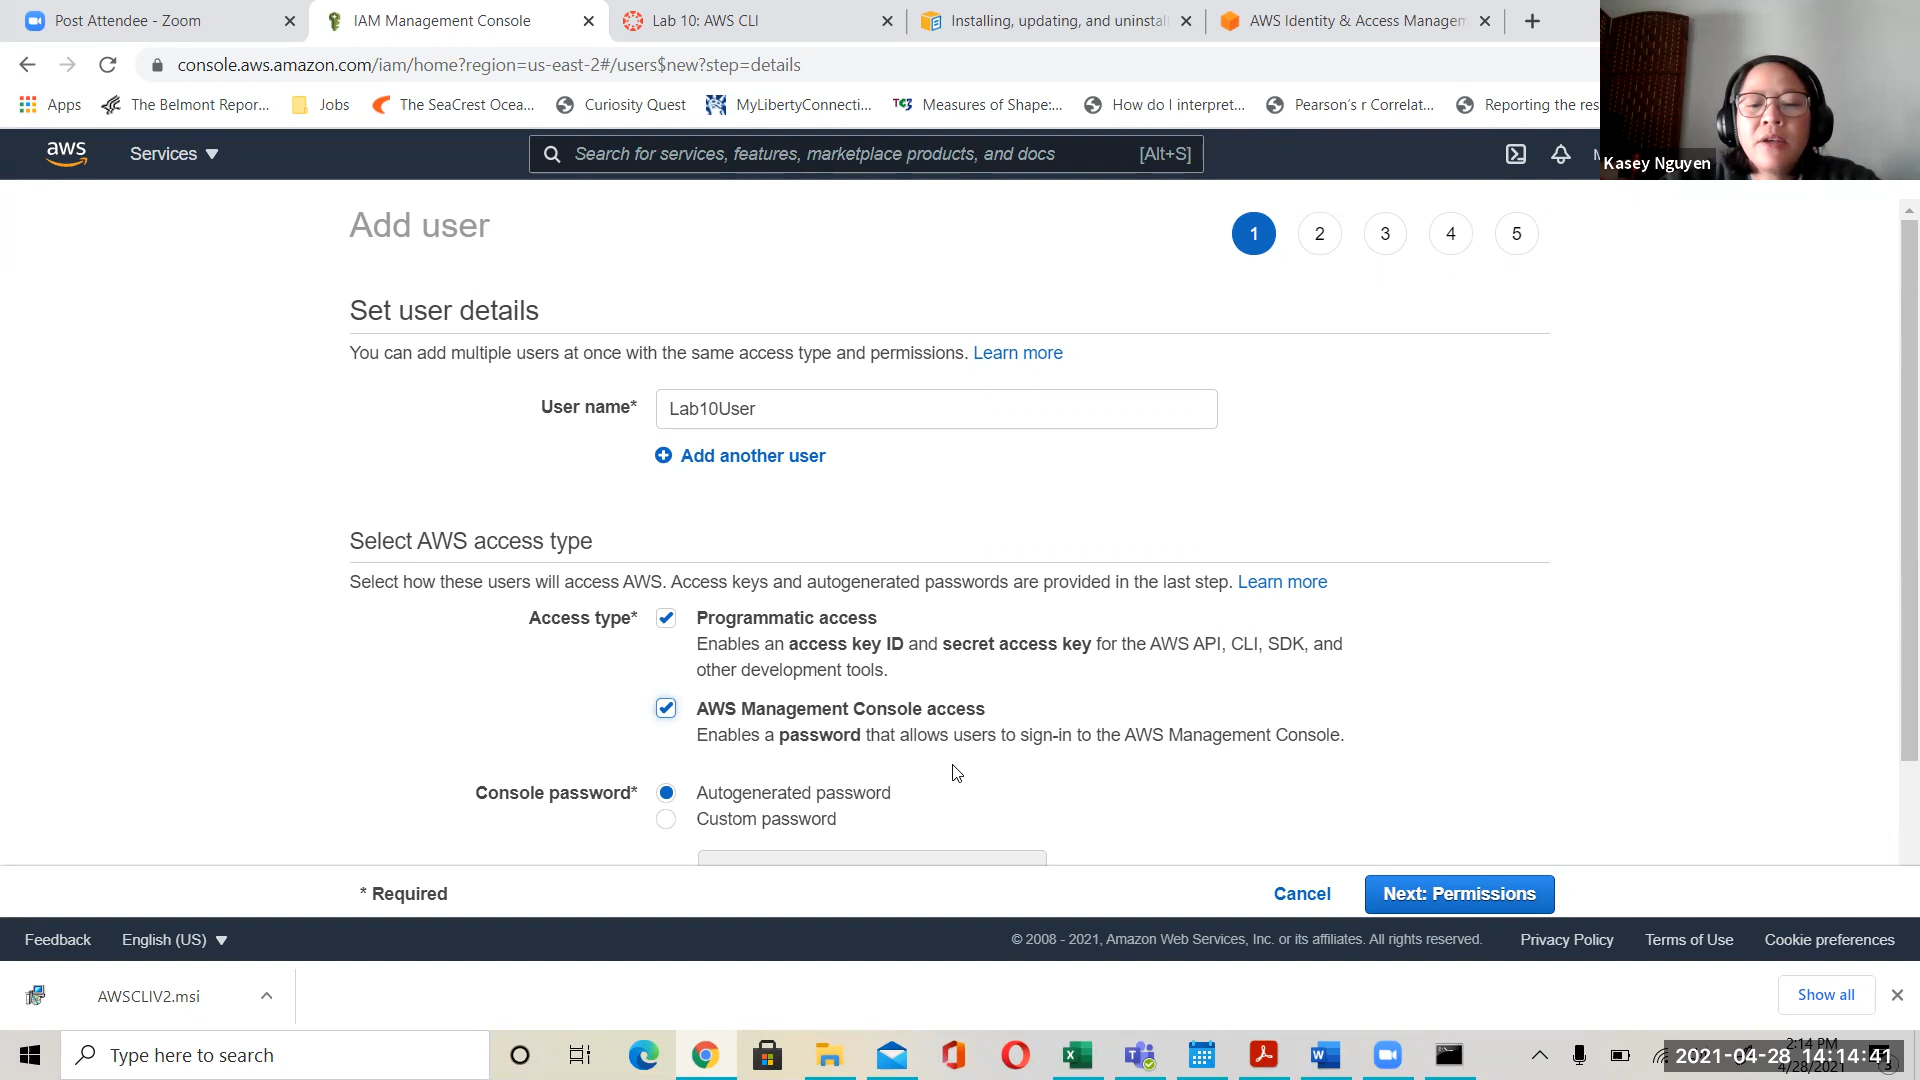 Post Attendee - Zoom
IAM Management Console
Lab 10: AWS CLI
Installing, updating, and uninstal
AWS Identity & Access Managem
console.aws.amazon.com/iam/home?region=us-east-2#/users$new?step=details
Apps
The Belmont Repor...
Jobs
The SeaCrest Ocea...
Curiosity Quest
MyLibertyConnecti...
Measures of Shape:...
How do I interpret...
Pearson's r Correlat...
Reporting the res
aws
Services
Search for services, features, marketplace products, and docs
[Alt+S]
Kasey Nguyen
Add user
1
2
3
4
5
Set user details
You can add multiple users at once with the same access type and permissions. Learn more
User name*
Lab10User
Add another user
Select AWS access type
Select how these users will access AWS. Access keys and autogenerated passwords are provided in the last step. Learn more
Access type*
Programmatic access
Enables an access key ID and secret access key for the AWS API, CLI, SDK, and
other development tools.
AWS Management Console access
Enables a password that allows users to sign-in to the AWS Management Console.
Console password*
Autogenerated password
Custom password
* Required
Cancel
Next: Permissions
Feedback
English (US)
© 2008 - 2021, Amazon Web Services, Inc. or its affiliates. All rights reserved.
Privacy Policy
Terms of Use
Cookie preferences
AWSCLIV2.msi
Show all
Type here to search
2:14 PM
2021-04-28 14:14:41
4/28/2021